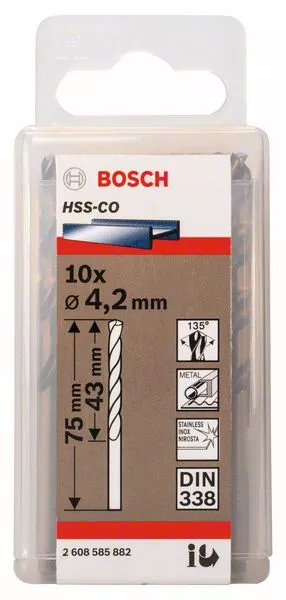 BOSCH
HSS-CO
10x
Ø 4,2 mm
135°
43 mm
75 mm
METAL
STAINLESS
INOX
NIROSTA
DIN
338
2 608 585 882